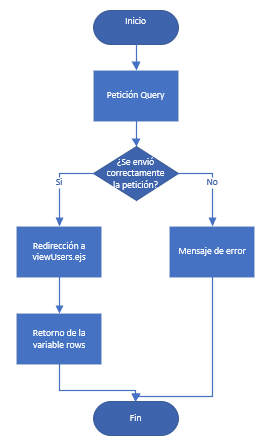 Inicio
Petición Query
¿Se envió
correctamente
la petición?
Si
No
Redirección a
viewUsers.ejs
Mensaje de error
Retorno de la
variable rows
Fin